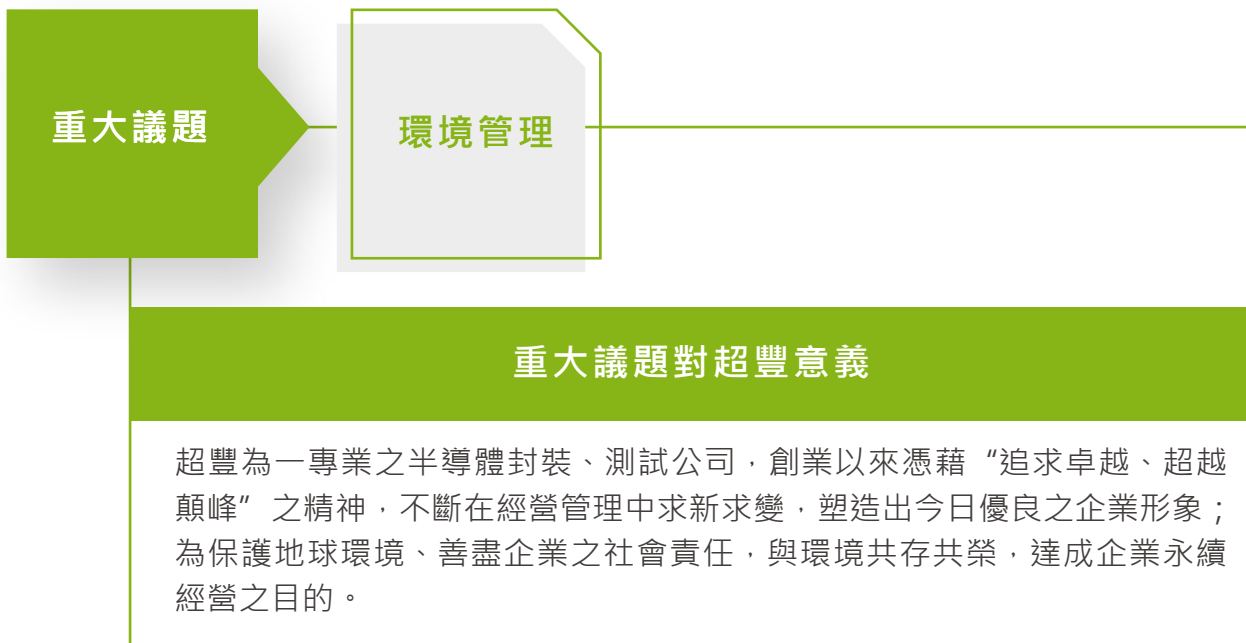 重大議題
環境管理
重大議題對超豐意義
超豐為一專業之半導體封裝、測試公司，創業以來憑藉“追求卓越、超越
顛峰”之精神，不斷在經營管理中求新求變，塑造出今日優良之企業形象；
為保護地球環境、善盡企業之社會責任，與環境共存共榮，達成企業永續
經營之目的。